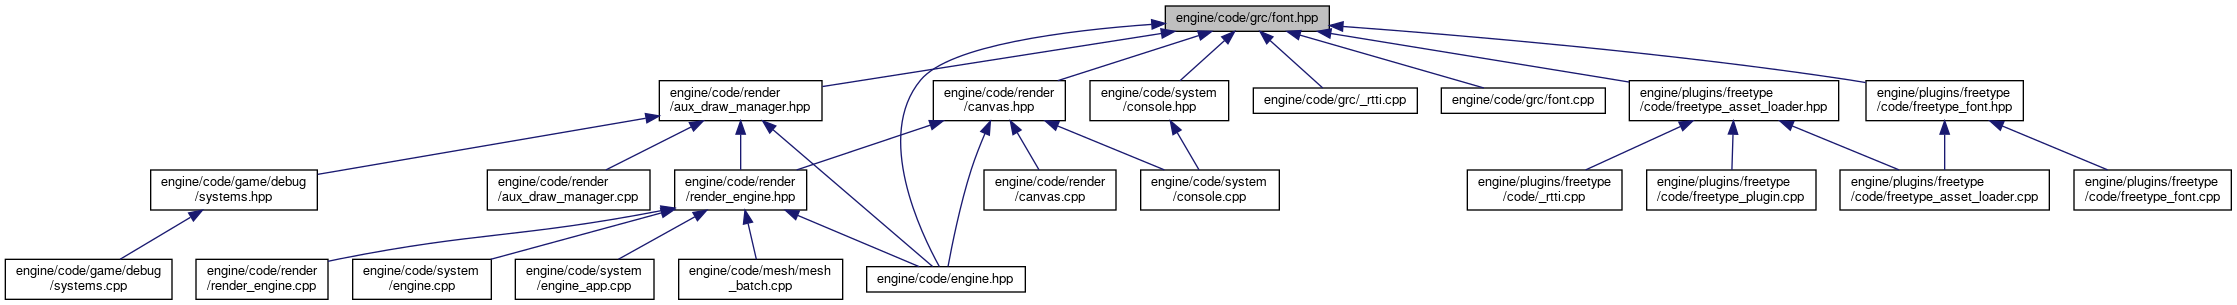 engine/code/grc/font.hpp
engine/code/render
/aux_draw_manager.hpp
engine/code/render
/canvas.hpp
engine/code/system
/console.hpp
engine/code/grc/_rtti.cpp
engine/code/grc/font.cpp
engine/plugins/freetype
/code/freetype_asset_loader.hpp
engine/plugins/freetype
/code/freetype_font.hpp
engine/code/game/debug
/systems.hpp
engine/code/render
/aux_draw_manager.cpp
engine/code/render
/render_engine.hpp
engine/code/render
/canvas.cpp
engine/code/system
/console.cpp
engine/plugins/freetype
/code/_rtti.cpp
engine/plugins/freetype
/code/freetype_plugin.cpp
engine/plugins/freetype
/code/freetype_asset_loader.cpp
engine/plugins/freetype
/code/freetype_font.cpp
engine/code/game/debug
/systems.cpp
engine/code/render
/render_engine.cpp
engine/code/system
/engine.cpp
engine/code/system
/engine_app.cpp
engine/code/mesh/mesh
_batch.cpp
engine/code/engine.hpp